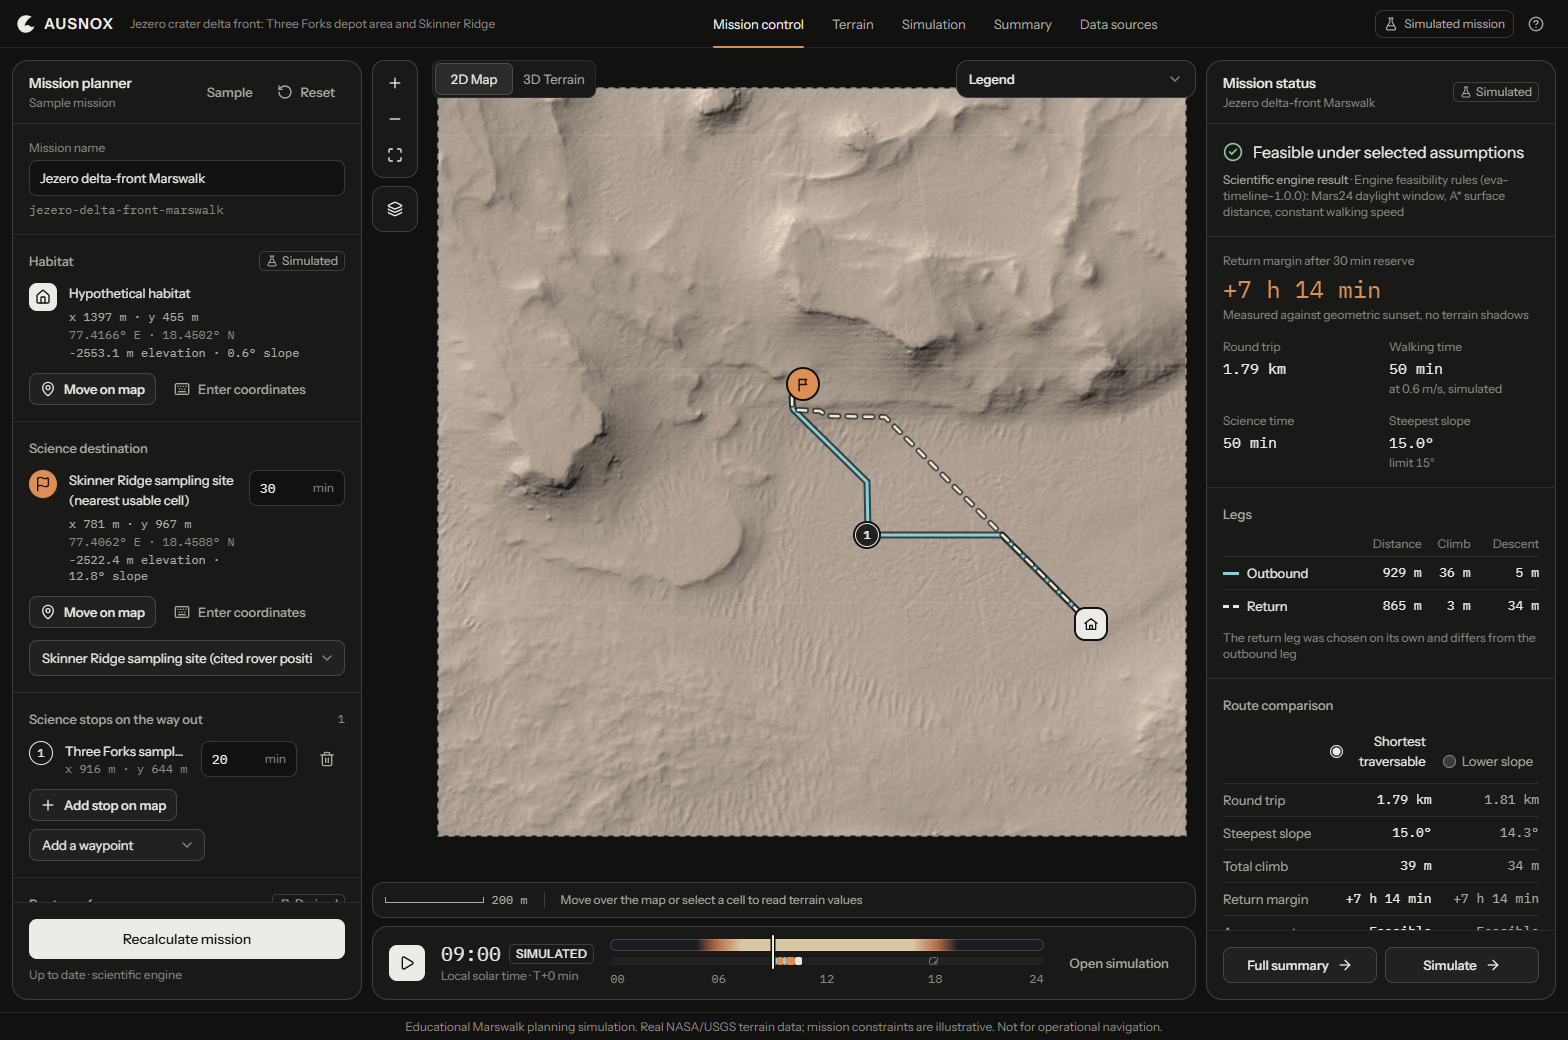 AUSNOX
Jezero crater delta front: Three Forks depot area and Skinner Ridge
Mission control
Terrain
Simulation
Summary
Data sources
Simulated mission
Mission planner
Sample mission
Sample
Reset
Mission name
Jezero delta-front Marswalk
jezero-delta-front-marswalk
Habitat
Simulated
Hypothetical habitat
x 1397 m · y 455 m
77.4166° E · 18.4502° N
-2553.1 m elevation · 0.6° slope
Move on map
Enter coordinates
Science destination
Skinner Ridge sampling site
(nearest usable cell)
30 min
x 781 m · y 967 m
77.4062° E · 18.4588° N
-2522.4 m elevation ·
12.8° slope
Move on map
Enter coordinates
Skinner Ridge sampling site (cited rover positi
Science stops on the way out
1
1
Three Forks sampl...
x 916 m · y 644 m
20 min
Add stop on map
Add a waypoint
Recalculate mission
Up to date · scientific engine
2D Map
3D Terrain
Legend
1
200 m
Move over the map or select a cell to read terrain values
09:00
SIMULATED
Local solar time · T+0 min
00
06
12
18
24
Open simulation
Mission status
Jezero delta-front Marswalk
Simulated
Feasible under selected assumptions
Scientific engine result · Engine feasibility rules (eva-
timeline-1.0.0): Mars24 daylight window, A* surface
distance, constant walking speed
Return margin after 30 min reserve
+7 h 14 min
Measured against geometric sunset, no terrain shadows
Round trip
1.79 km
Walking time
50 min
at 0.6 m/s, simulated
Science time
50 min
Steepest slope
15.0°
limit 15°
Legs
Distance Climb Descent
Outbound 929 m 36 m 5 m
Return 865 m 3 m 34 m
The return leg was chosen on its own and differs from the
outbound leg
Route comparison
Shortest
traversable
Lower slope
Round trip 1.79 km 1.81 km
Steepest slope 15.0° 14.3°
Total climb 39 m 34 m
Return margin +7 h 14 min +7 h 14 min
Full summary
Simulate
Educational Marswalk planning simulation. Real NASA/USGS terrain data; mission constraints are illustrative. Not for operational navigation.